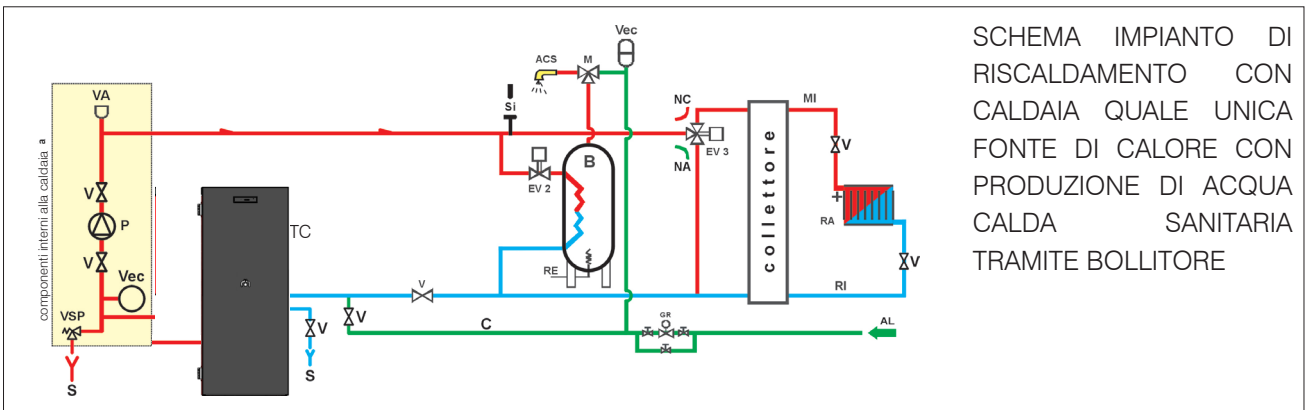 componenti interni alla caldaia a
VA
V
P
V
Vec
VSP
S
TC
V
S
Si
EV 2
ACS
M
Vec
B
RE
V
V
C
GR
AL
NC
EV 3
NA
collettore
MI
V
+
RA
V
RI
SCHEMA IMPIANTO DI
RISCALDAMENTO CON
CALDAIA QUALE UNICA
FONTE DI CALORE CON
PRODUZIONE DI ACQUA
CALDA SANITARIA
TRAMITE BOLLITORE